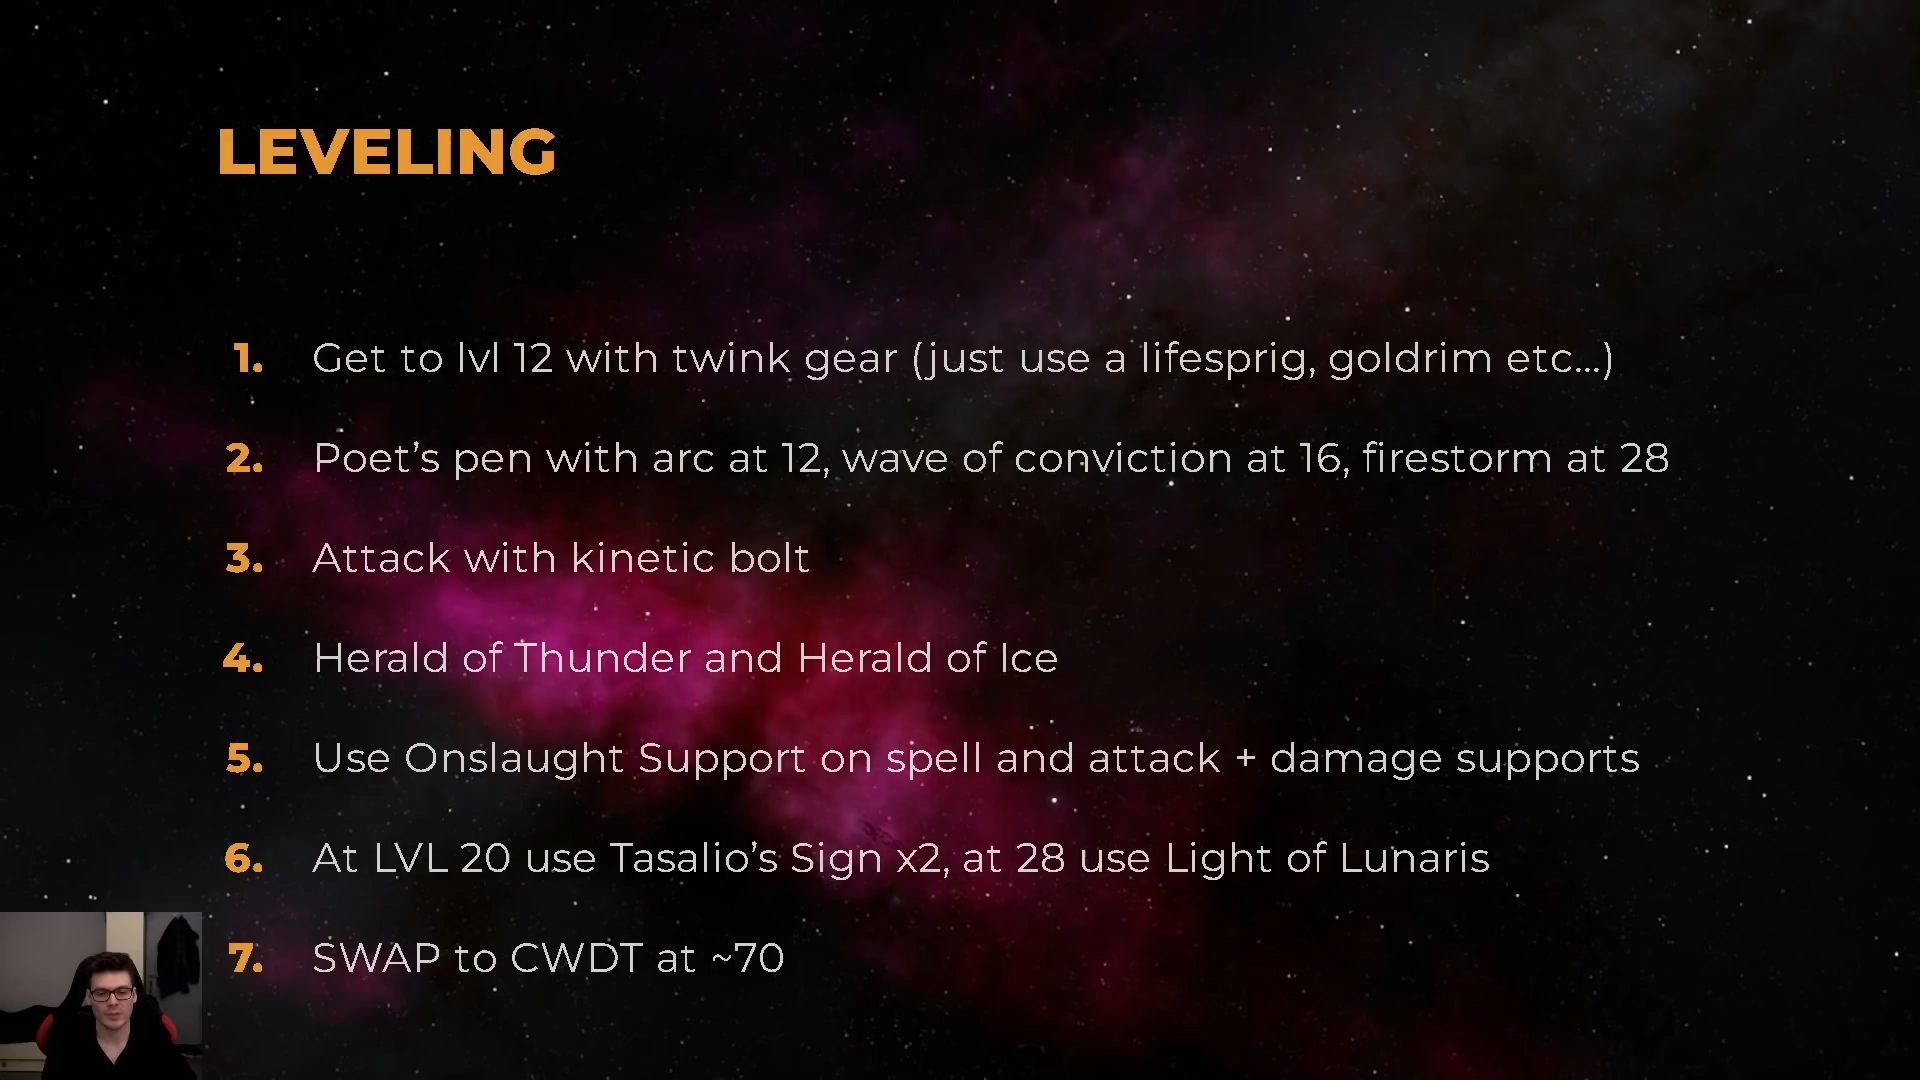 LEVELING
1. Get to lvl 12 with twink gear (just use a lifesprig, goldrim etc...)
2. Poet’s pen with arc at 12, wave of conviction at 16, firestorm at 28
3. Attack with kinetic bolt
4. Herald of Thunder and Herald of Ice
5. Use Onslaught Support on spell and attack + damage supports
6. At LVL 20 use Tasalio’s Sign x2, at 28 use Light of Lunaris
7. SWAP to CWDT at ~70